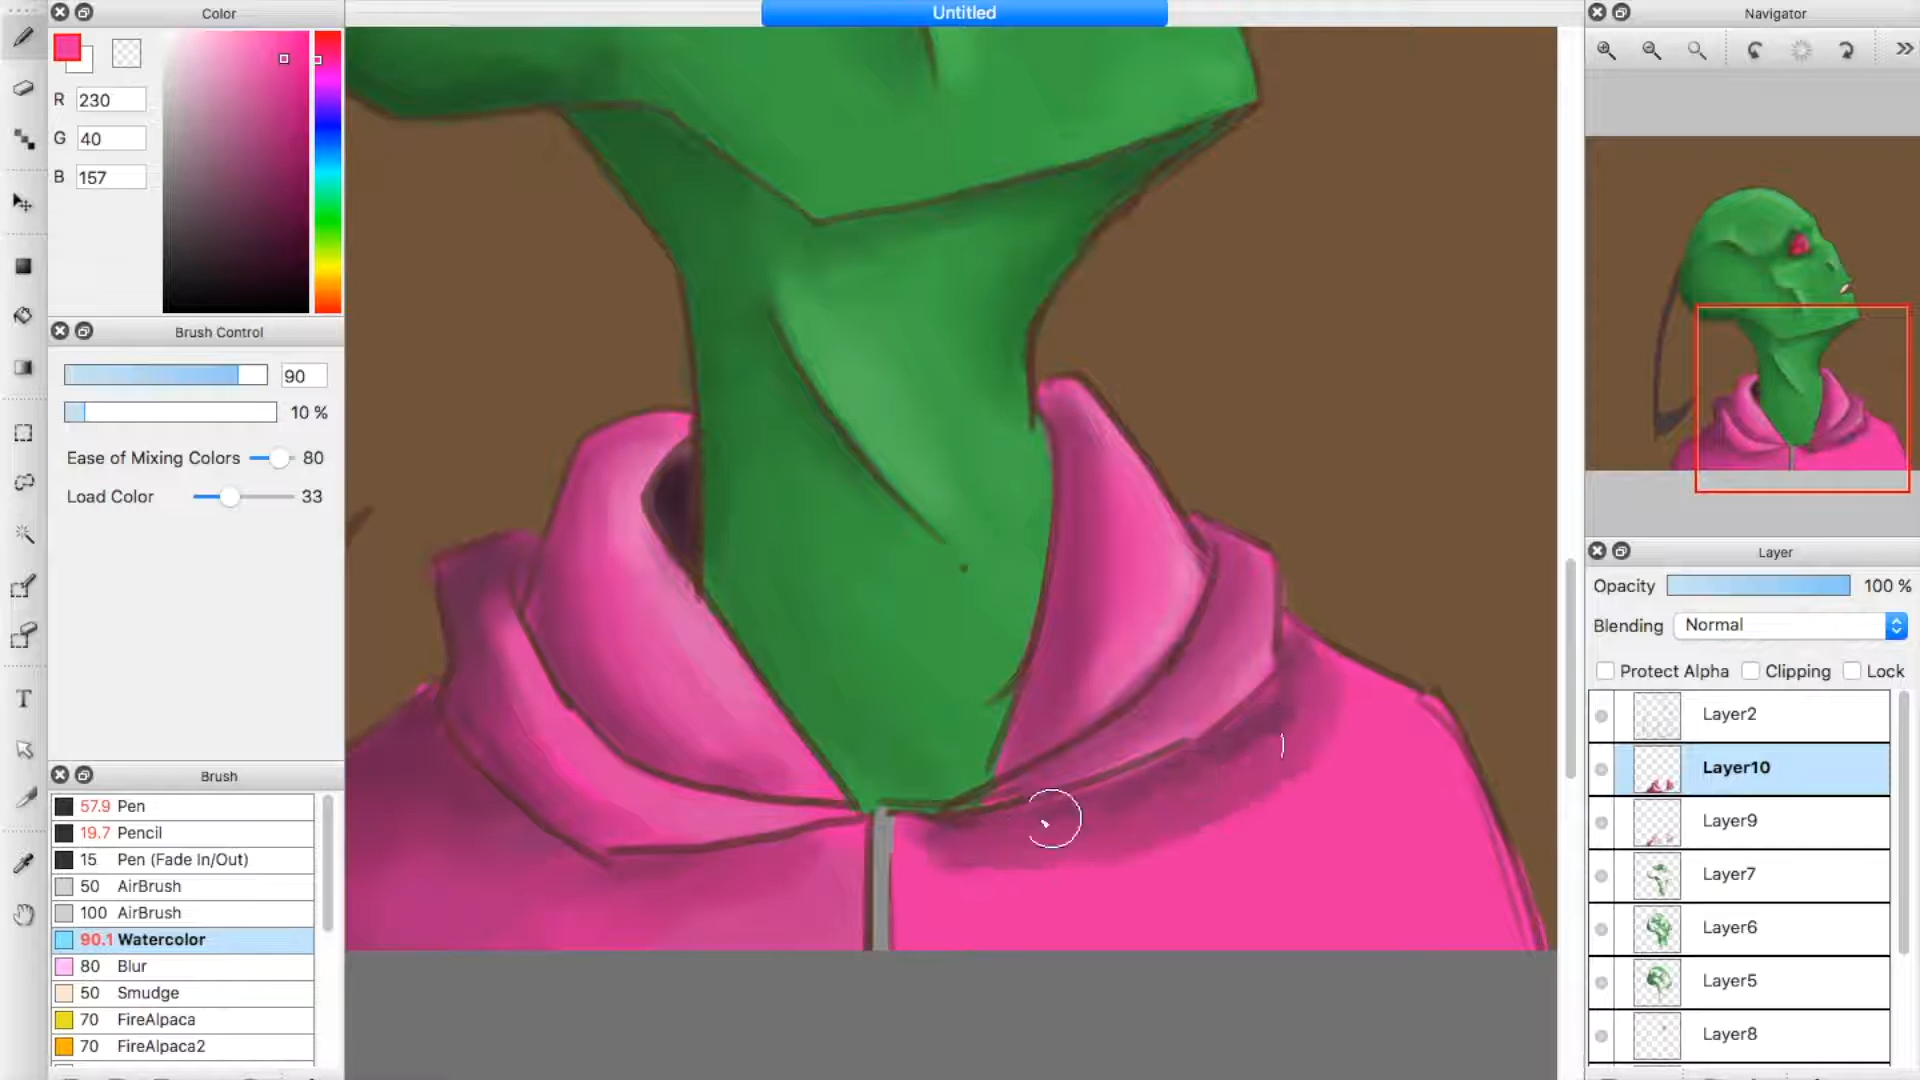 Color
Untitled
Navigator
R 230
G 40
B 157
Brush Control
90
10 %
Ease of Mixing Colors 80
Load Color 33
Brush
57.9 Pen
19.7 Pencil
15 Pen (Fade In/Out)
50 AirBrush
100 AirBrush
90.1 Watercolor
80 Blur
50 Smudge
70 FireAlpaca
70 FireAlpaca2
T
Layer
Opacity 100 %
Blending Normal
Protect Alpha Clipping Lock
Layer2
Layer10
Layer9
Layer7
Layer6
Layer5
Layer8